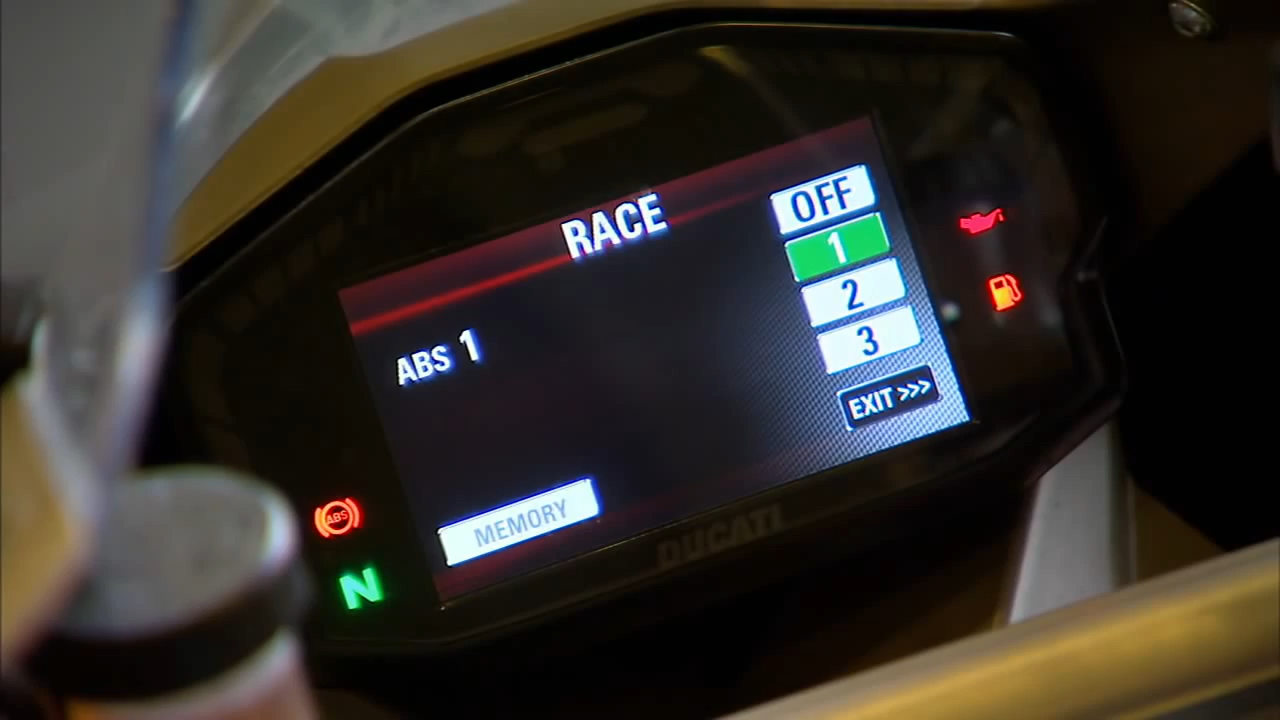 RACE
OFF
1
2
3
EXIT >>>
ABS 1
MEMORY
ABS
N
DUCATI